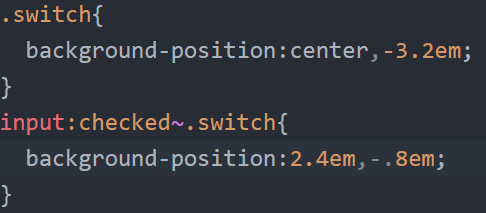 .switch{
background-position:center,-3.2em;
}
input:checked~.switch{
background-position:2.4em,-.8em;
}